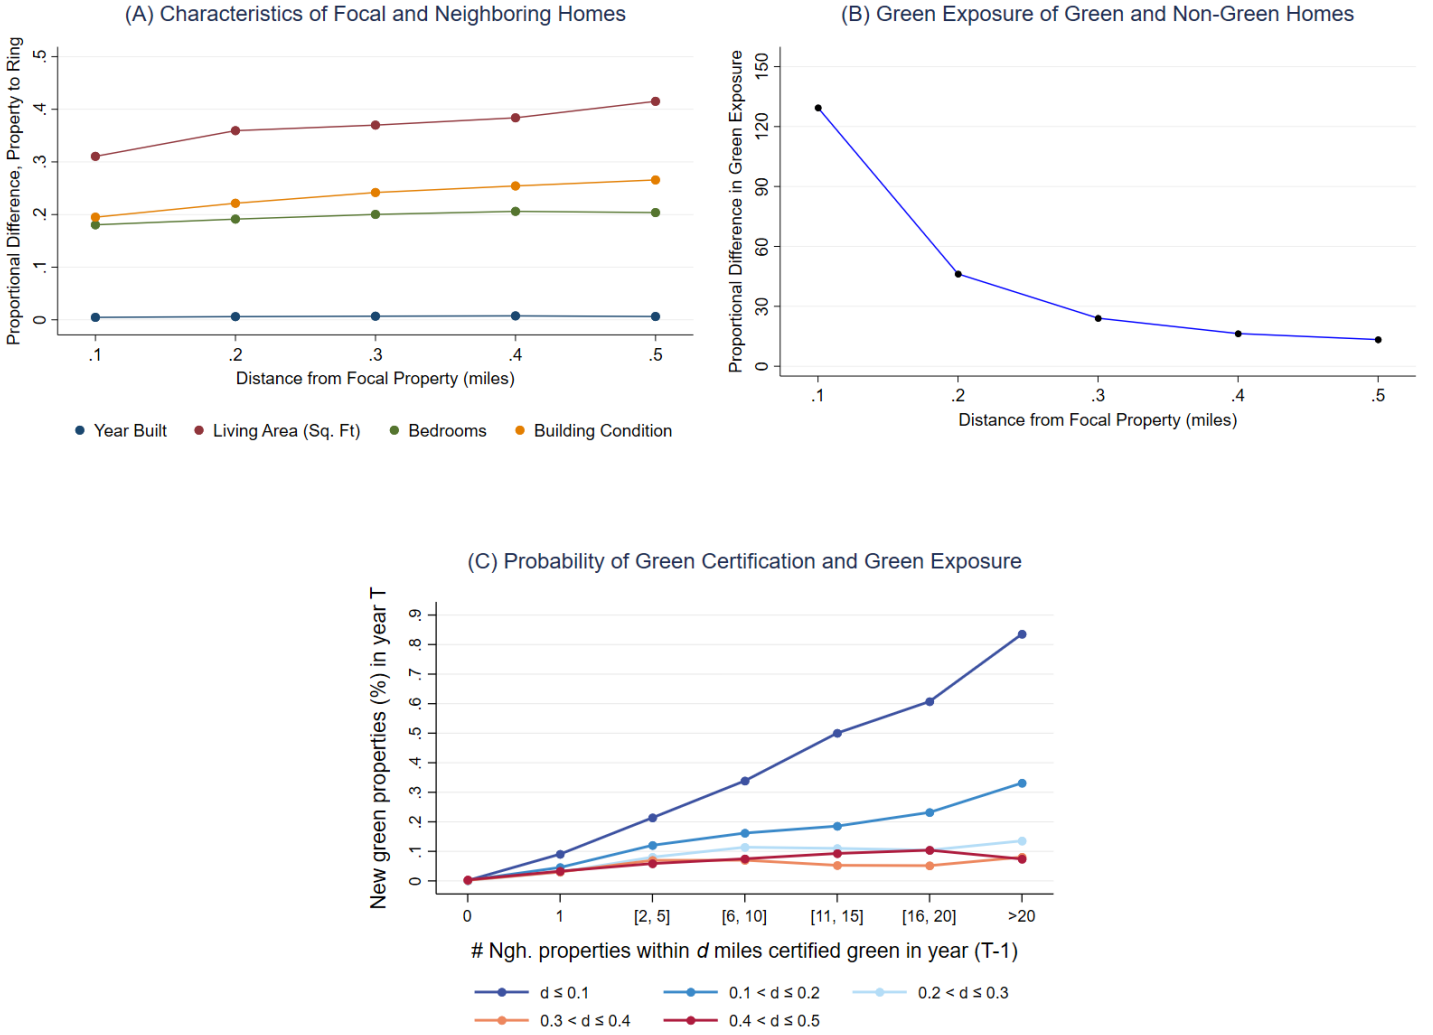 (A) Characteristics of Focal and Neighboring Homes
Proportional Difference, Property to Ring
.5
.4
.3
.2
.1
0
.1 .2 .3 .4 .5
Distance from Focal Property (miles)
Year Built Living Area (Sq. Ft) Bedrooms Building Condition
(B) Green Exposure of Green and Non-Green Homes
Proportional Difference in Green Exposure
150
120
90
60
30
0
.1 .2 .3 .4 .5
Distance from Focal Property (miles)
(C) Probability of Green Certification and Green Exposure
New green properties (%) in year T
.9
.8
.7
.6
.5
.4
.3
.2
.1
0
0 1 [2, 5] [6, 10] [11, 15] [16, 20] >20
# Ngh. properties within d miles certified green in year (T-1)
d ≤ 0.1 0.1 < d ≤ 0.2 0.2 < d ≤ 0.3
0.3 < d ≤ 0.4 0.4 < d ≤ 0.5